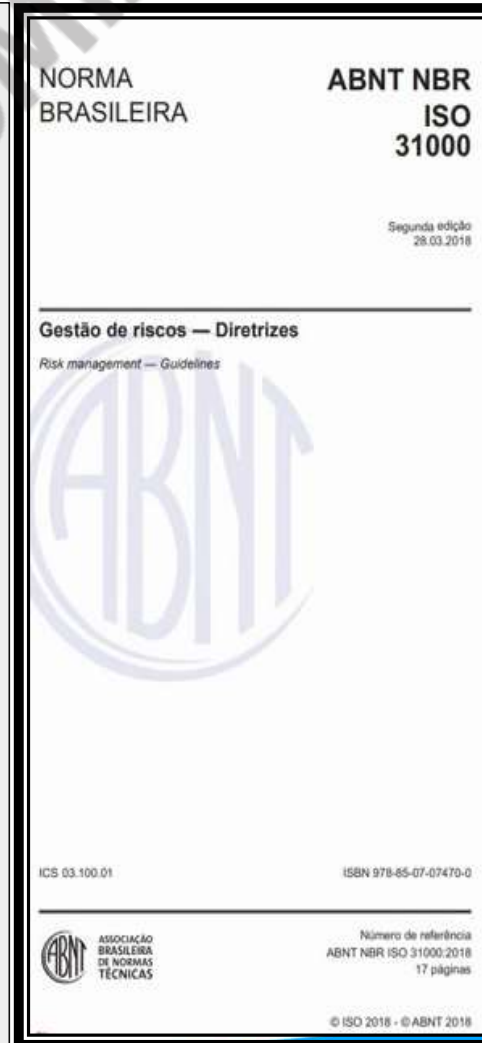 NORMA
BRASILEIRA
ABNT NBR
ISO
31000
Segunda edição
28.03.2018
Gestão de riscos — Diretrizes
Risk management — Guidelines
ABNT
ICS 03.100.01
ISBN 978-85-07-07470-0
ABNT
ASSOCIAÇÃO
BRASILEIRA
DE NORMAS
TÉCNICAS
Número de referência
ABNT NBR ISO 31000:2018
17 páginas
© ISO 2018 - © ABNT 2018